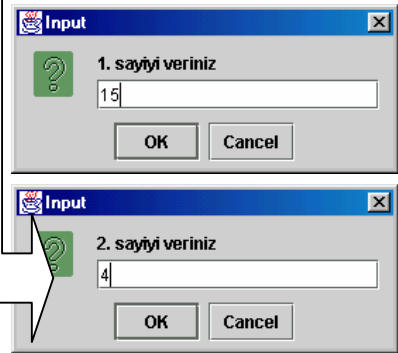 Input
1. sayiyi veriniz
15
OK Cancel
Input
2. sayiyi veriniz
4
OK Cancel